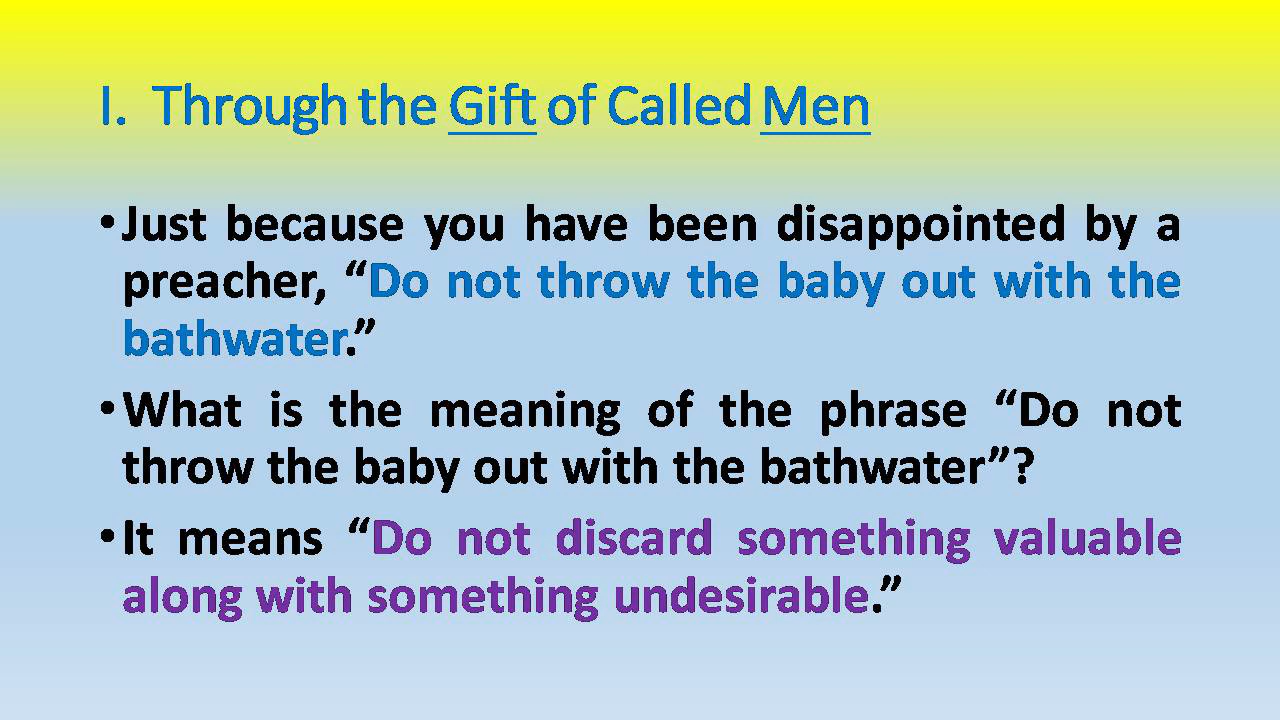 I. Through the Gift of Called Men
•Just because you have been disappointed by a
preacher, “Do not throw the baby out with the
bathwater.”
•What is the meaning of the phrase “Do not
throw the baby out with the bathwater”?
•It means “Do not discard something valuable
along with something undesirable.”